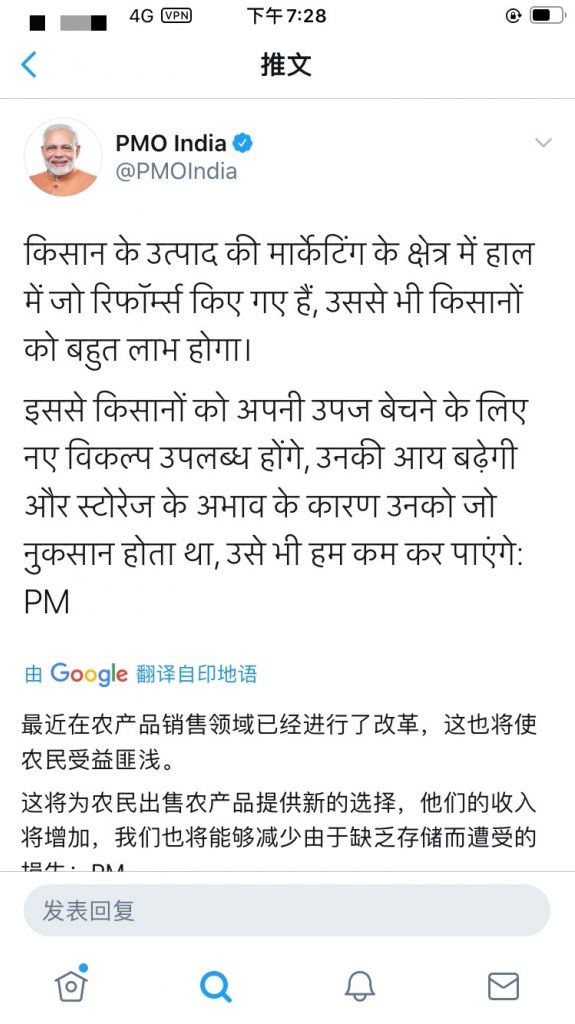 4G VPN 下午7:28
推文
PMO India
@PMOIndia
किसान के उत्पाद की मार्केटिंग के क्षेत्र में हाल
में जो रिफॉर्म्स किए गए हैं, उससे भी किसानों
को बहुत लाभ होगा।
इससे किसानों को अपनी उपज बेचने के लिए
नए विकल्प उपलब्ध होंगे, उनकी आय बढ़ेगी
और स्टोरेज के अभाव के कारण उनको जो
नुकसान होता था, उसे भी हम कम कर पाएंगे:
PM
由 Google 翻译自印地语
最近在农产品销售领域已经进行了改革，这也将使
农民受益匪浅。
这将为农民出售农产品提供新的选择，他们的收入
将增加，我们也将能够减少由于缺乏存储而遭受的
损失：PM
发表回复